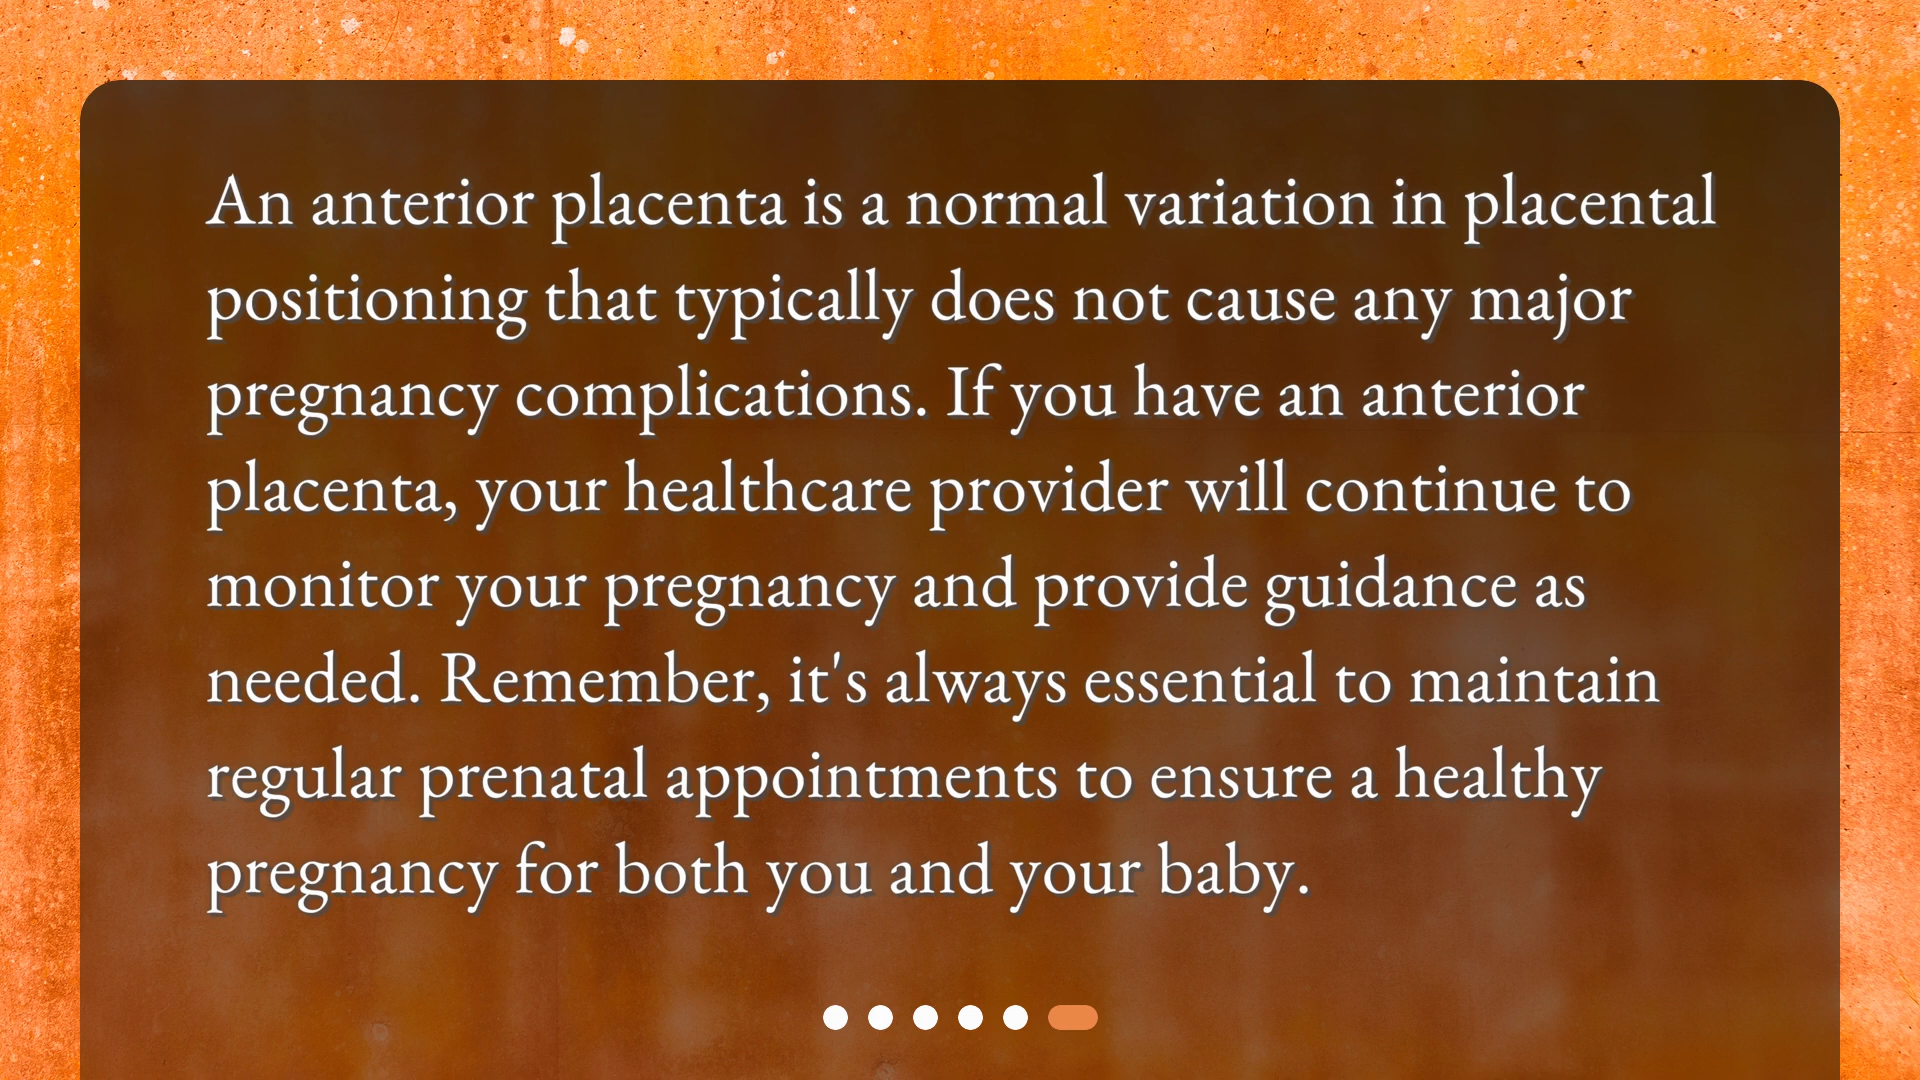 An anterior placenta is a normal variation in placental
positioning that typically does not cause any major
pregnancy complications. If you have an anterior
placenta, your healthcare provider will continue to
monitor your pregnancy and provide guidance as
needed. Remember, it's always essential to maintain
regular prenatal appointments to ensure a healthy
pregnancy for both you and your baby.